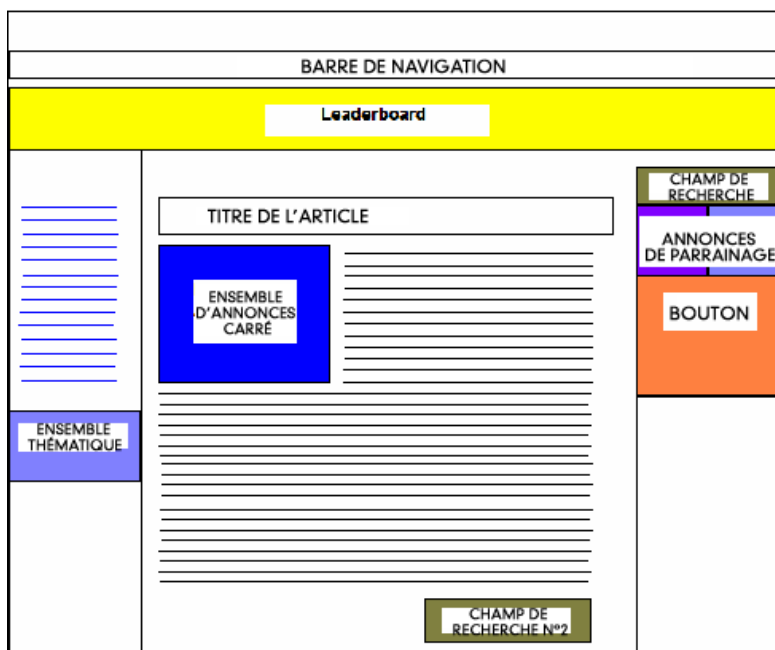 BARRE DE NAVIGATION
Leaderboard
CHAMP DE
RECHERCHE
TITRE DE L'ARTICLE
ANNONCES
DE PARRAINAGE
ENSEMBLE
D'ANNONCES
CARRÉ
BOUTON
ENSEMBLE
THÉMATIQUE
CHAMP DE
RECHERCHE N°2